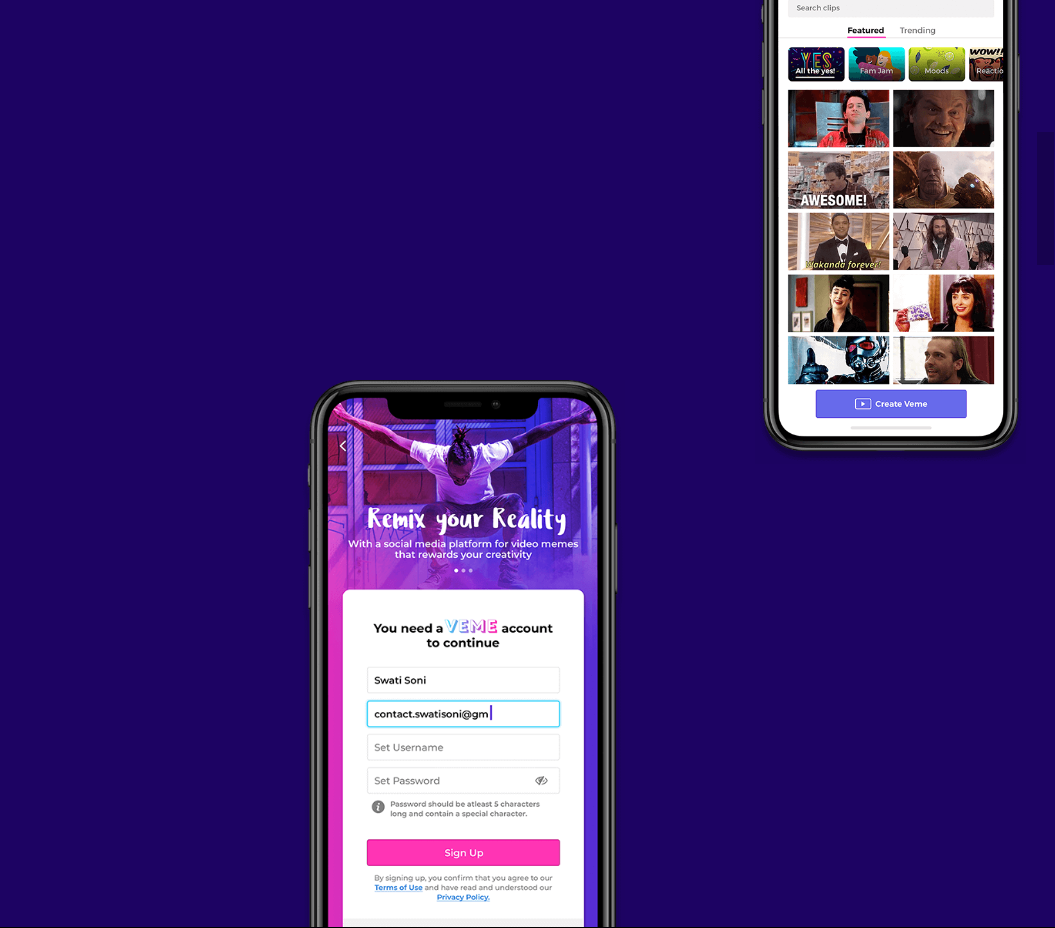 Search clips
Featured Trending
YES
All the yes!
Fam Jam
Moods
WOW!!
Reactio
AWESOME!
Wakanda forever!
Create Veme
Remix your Reality
With a social media platform for video memes
that rewards your creativity
You need a VEME account
to continue
Swati Soni
contact.swatisoni@gm
Set Username
Set Password
Password should be atleast 5 characters
long and contain a special character.
Sign Up
By signing up, you confirm that you agree to our
Terms of Use and have read and understood our
Privacy Policy.